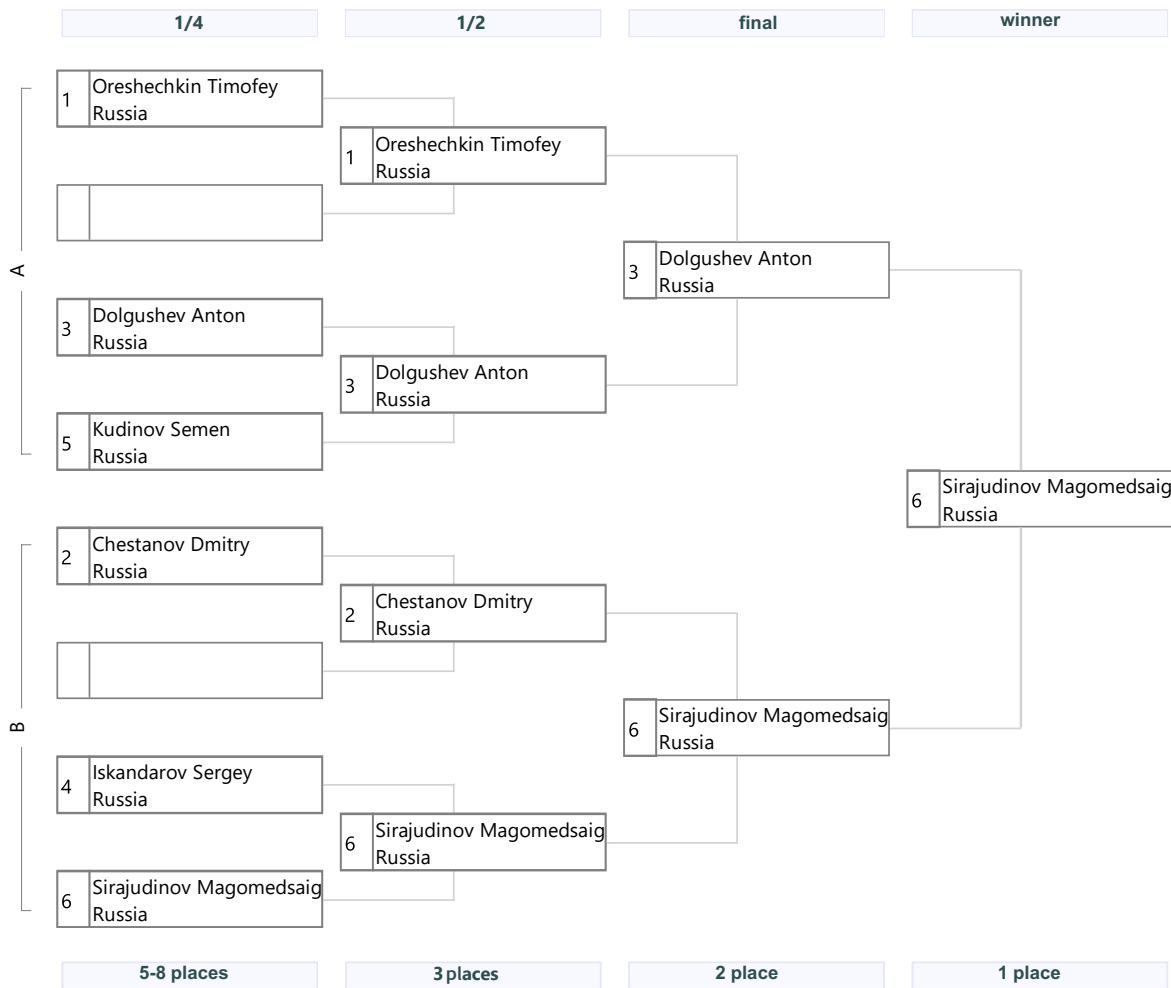 1/4
1/2
final
winner
A
1
Oreshechkin Timofey
Russia
3
Dolgushev Anton
Russia
5
Kudinov Semen
Russia
B
2
Chestanov Dmitry
Russia
4
Iskandarov Sergey
Russia
6
Sirajudinov Magomedsaig
Russia
1
Oreshechkin Timofey
Russia
3
Dolgushev Anton
Russia
2
Chestanov Dmitry
Russia
6
Sirajudinov Magomedsaig
Russia
3
Dolgushev Anton
Russia
6
Sirajudinov Magomedsaig
Russia
6
Sirajudinov Magomedsaig
Russia
5-8 places
3 places
2 place
1 place